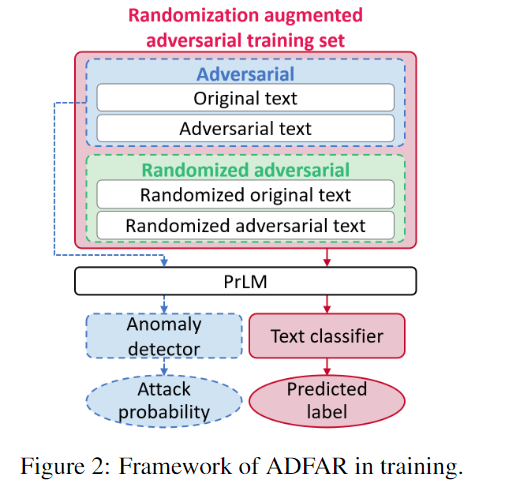 Randomization augmented
adversarial training set
Adversarial
Original text
Adversarial text
Randomized adversarial
Randomized original text
Randomized adversarial text
PrLM
Anomaly
detector
Text classifier
Attack
probability
Predicted
label
Figure 2: Framework of ADFAR in training.